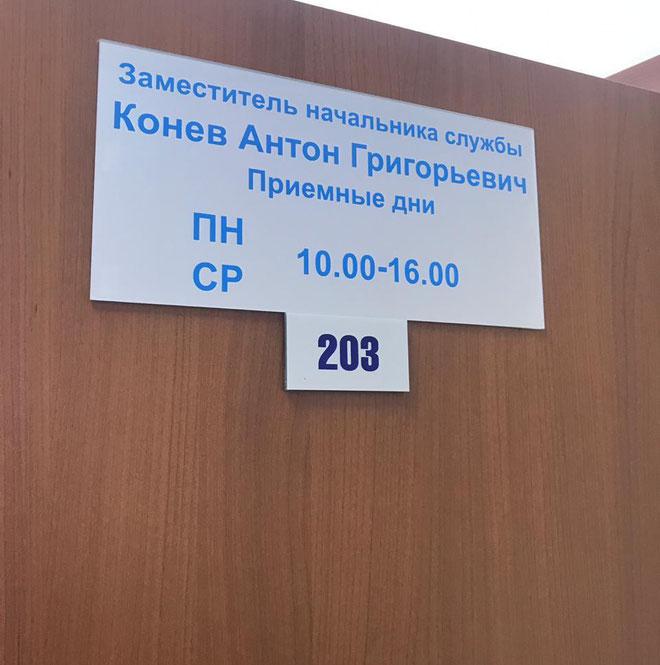 Заместитель начальника службы
Конев Антон Григорьевич
Приемные дни
ПН
СР
10.00-16.00
203